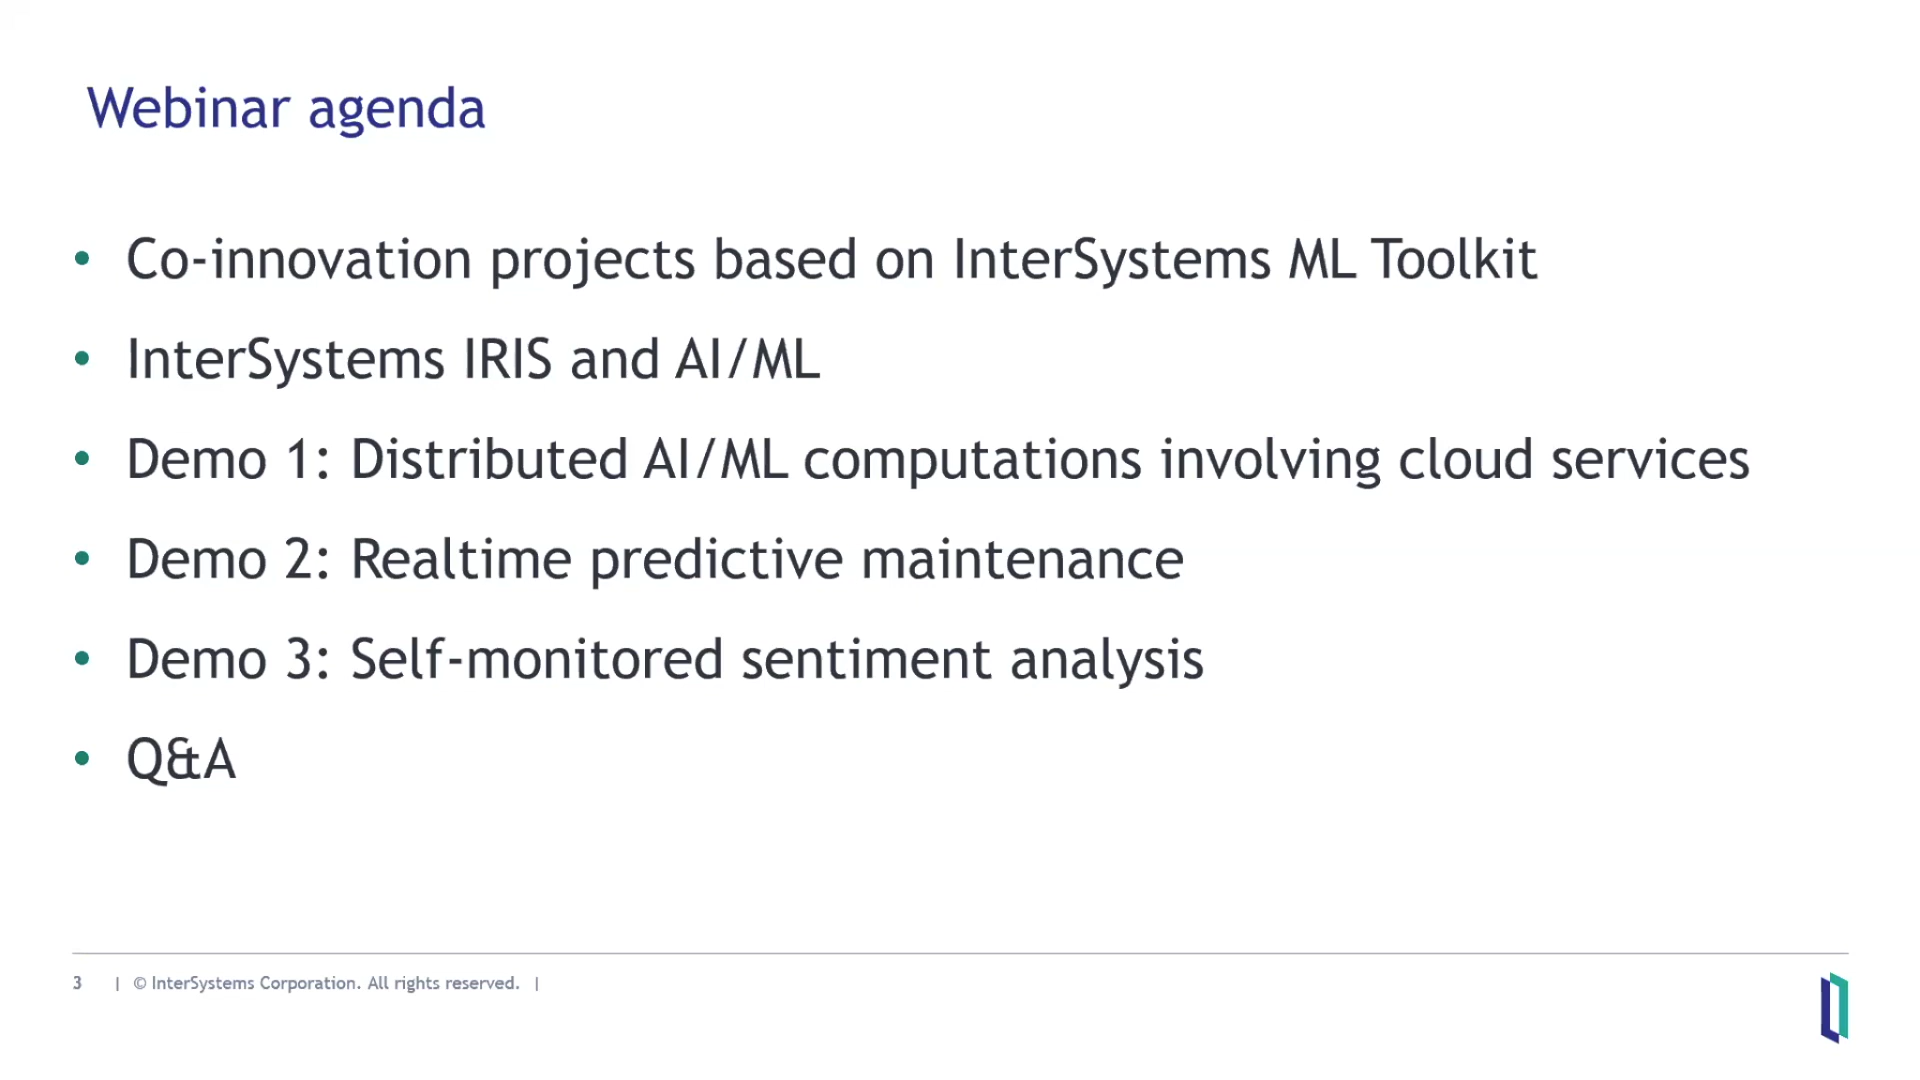 Webinar agenda
• Co-innovation projects based on InterSystems ML Toolkit
• InterSystems IRIS and AI/ML
• Demo 1: Distributed AI/ML computations involving cloud services
• Demo 2: Realtime predictive maintenance
• Demo 3: Self-monitored sentiment analysis
• Q&A
3 | © InterSystems Corporation. All rights reserved. |